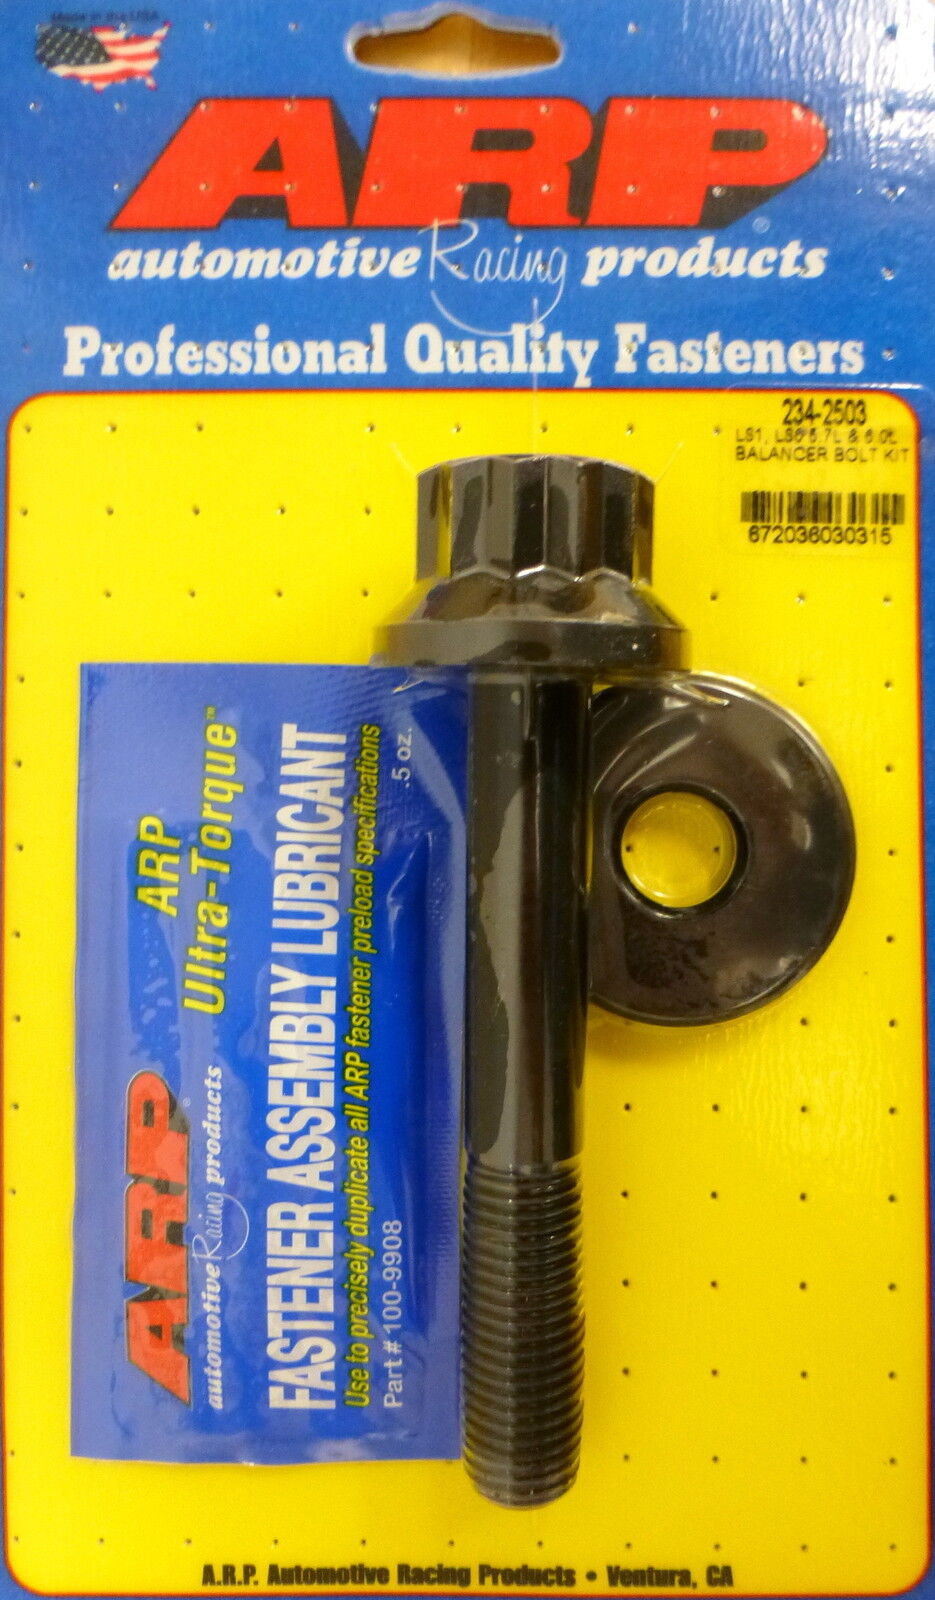 Made in the USA
ARP
®
automotive Racing products
Professional Quality Fasteners
234-2503
LS1, LS6 5.7L & 6.0L
BALANCER BOLT KIT
672036030315
ARP
Ultra-Torque™
FASTENER ASSEMBLY LUBRICANT
Use to precisely duplicate all ARP fastener preload specifications
Part # 100-9908
.5 oz.
ARP
®
automotive Racing products
A.R.P. Automotive Racing Products • Ventura, CA